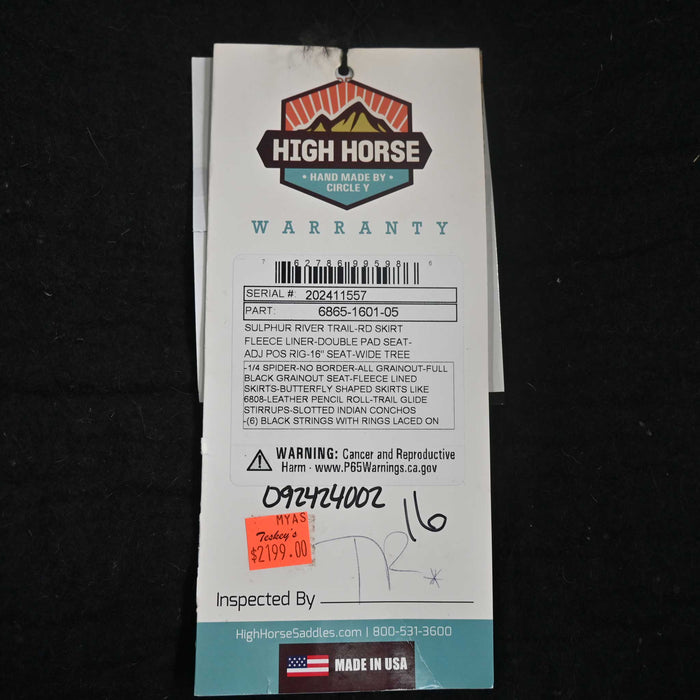 HIGH HORSE
• HAND MADE BY •
CIRCLE Y
WARRANTY
7 62786 99598 6
SERIAL #: 202411557
PART: 6865-1601-05
SULPHUR RIVER TRAIL-RD SKIRT
FLEECE LINER-DOUBLE PAD SEAT-
ADJ POS RIG-16" SEAT-WIDE TREE
-1/4 SPIDER-NO BORDER-ALL GRAINOUT-FULL
BLACK GRAINOUT SEAT-FLEECE LINED
SKIRTS-BUTTERFLY SHAPED SKIRTS LIKE
6808-LEATHER PENCIL ROLL-TRAIL GLIDE
STIRRUPS-SLOTTED INDIAN CONCHOS
-(6) BLACK STRINGS WITH RINGS LACED ON
WARNING: Cancer and Reproductive
Harm - www.P65Warnings.ca.gov
092424002
16
MYAS
Teskey's
$2199.00
Inspected By
HighHorseSaddles.com | 800-531-3600
MADE IN USA